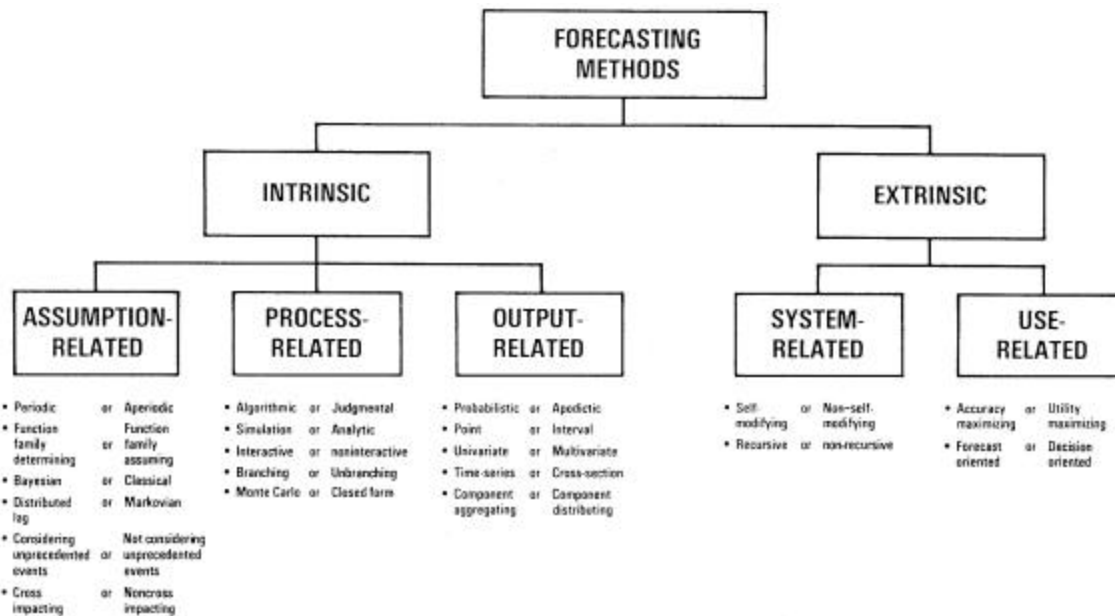 FORECASTING
METHODS
INTRINSIC
EXTRINSIC
ASSUMPTION-
RELATED
PROCESS-
RELATED
OUTPUT-
RELATED
SYSTEM-
RELATED
USE-
RELATED
• Periodic or Aperiodic
• Function Function
family or family
determining assuming
• Bayesian or Classical
• Distributed or Markovian
lag
• Considering Not considering
unprecedented or unprecedented
events events
• Cross or Noncross
impacting impacting
• Algorithmic or Judgmental
• Simulation or Analytic
• Interactive or noninteractive
• Branching or Unbranching
• Monte Carlo or Closed form
• Probabilistic or Apodictic
• Point or Interval
• Univariate or Multivariate
• Time-series or Cross-section
• Component or Component
aggregating distributing
• Self- or Non-self-
modifying modifying
• Recursive or non-recursive
• Accuracy or Utility
maximizing maximizing
• Forecast or Decision
oriented oriented